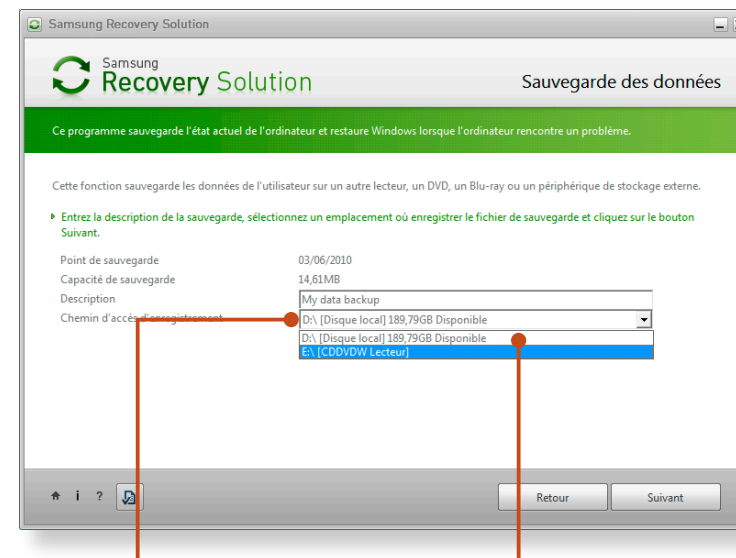 Samsung Recovery Solution
Samsung
Recovery Solution
Sauvegarde des données
Ce programme sauvegarde l'état actuel de l'ordinateur et restaure Windows lorsque l'ordinateur rencontre un problème.
Cette fonction sauvegarde les données de l'utilisateur sur un autre lecteur, un DVD, un Blu-ray ou un périphérique de stockage externe.
Entrez la description de la sauvegarde, sélectionnez un emplacement où enregistrer le fichier de sauvegarde et cliquez sur le bouton
Suivant.
Point de sauvegarde 03/06/2010
Capacité de sauvegarde 14,61MB
Description My data backup
Chemin d'accès d'enregistrement D:\ [Disque local] 189,79GB Disponible
D:\ [Disque local] 189,79GB Disponible
E:\ [CDDVDW Lecteur]
i ? Retour Suivant